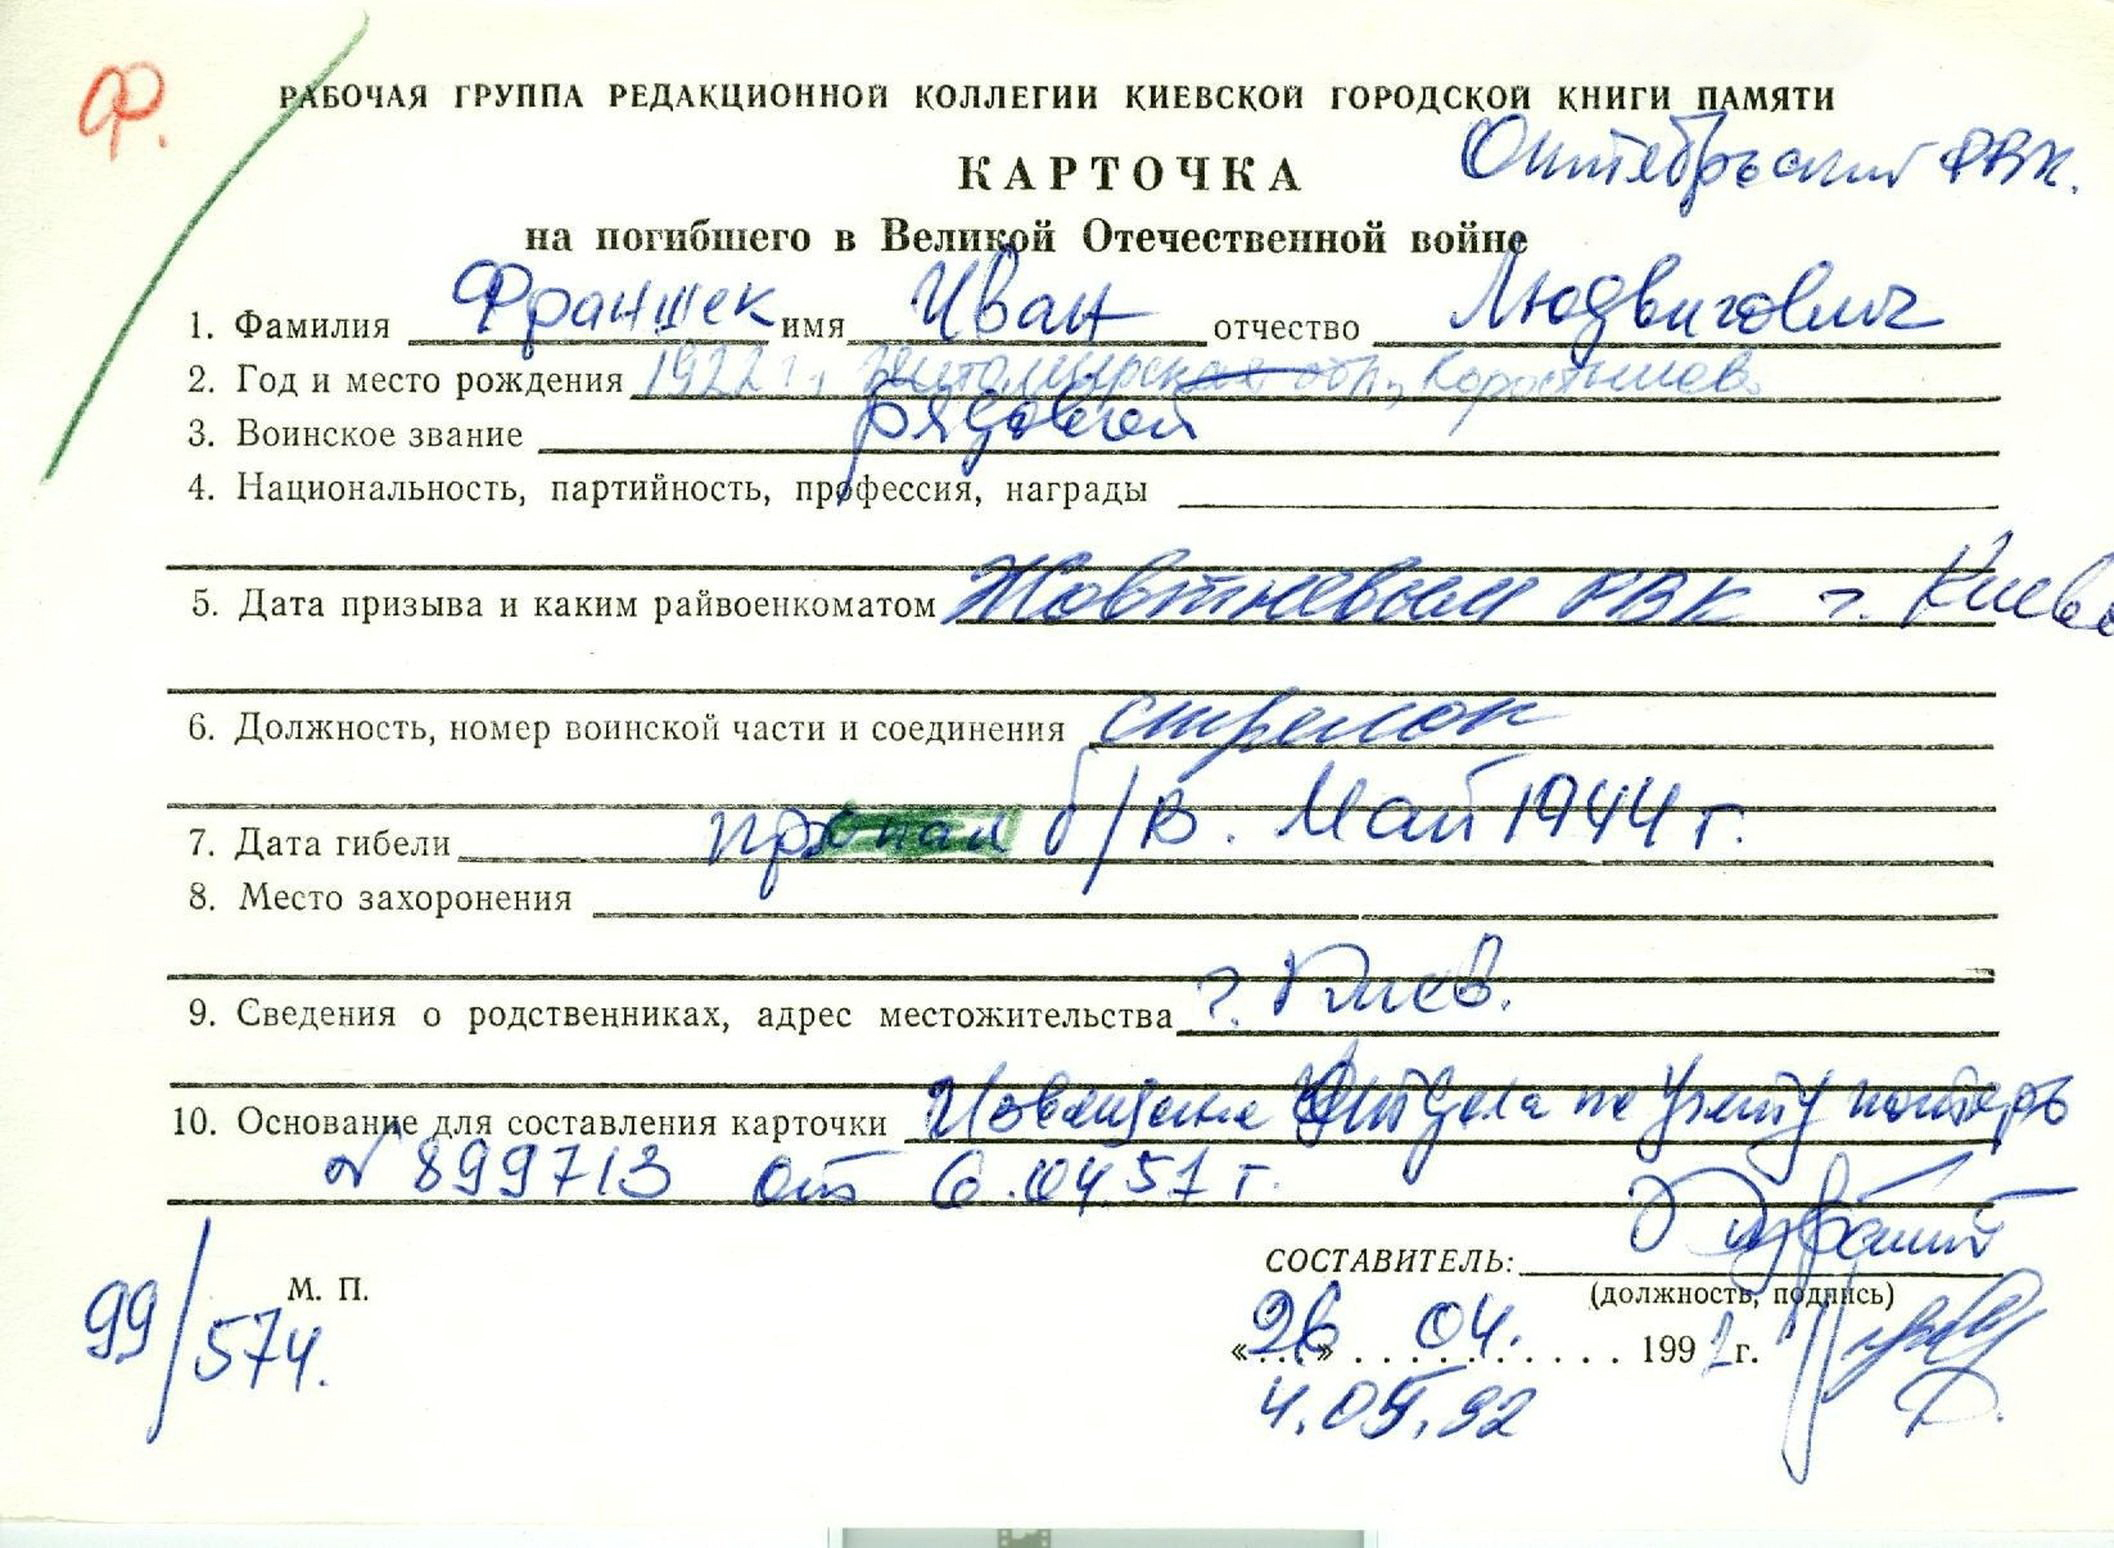 Ф.
РАБОЧАЯ ГРУППА РЕДАКЦИОННОЙ КОЛЛЕГИИ КИЕВСКОЙ ГОРОДСКОЙ КНИГИ ПАМЯТИ
Октябрьский РВК.
КАРТОЧКА
на погибшего в Великой Отечественной войне
1. Фамилия Франшек имя Иван отчество Людвигович
2. Год и место рождения 1922 г., Житомирская обл., Коростышев.
3. Воинское звание рядовой
4. Национальность, партийность, профессия, награды
5. Дата призыва и каким райвоенкоматом Жовтневым РВК г. Киева
6. Должность, номер воинской части и соединения стрелок
7. Дата гибели пропал б/в. Май 1944 г.
8. Место захоронения
9. Сведения о родственниках, адрес местожительства г. Киев.
10. Основание для составления карточки Извещение Отдела по учету потерь
№ 899713 от 6.04.51 г.
СОСТАВИТЕЛЬ:
М. П.
(должность, подпись)
99/574.
«26» 04. 1992 г.
4.05.92